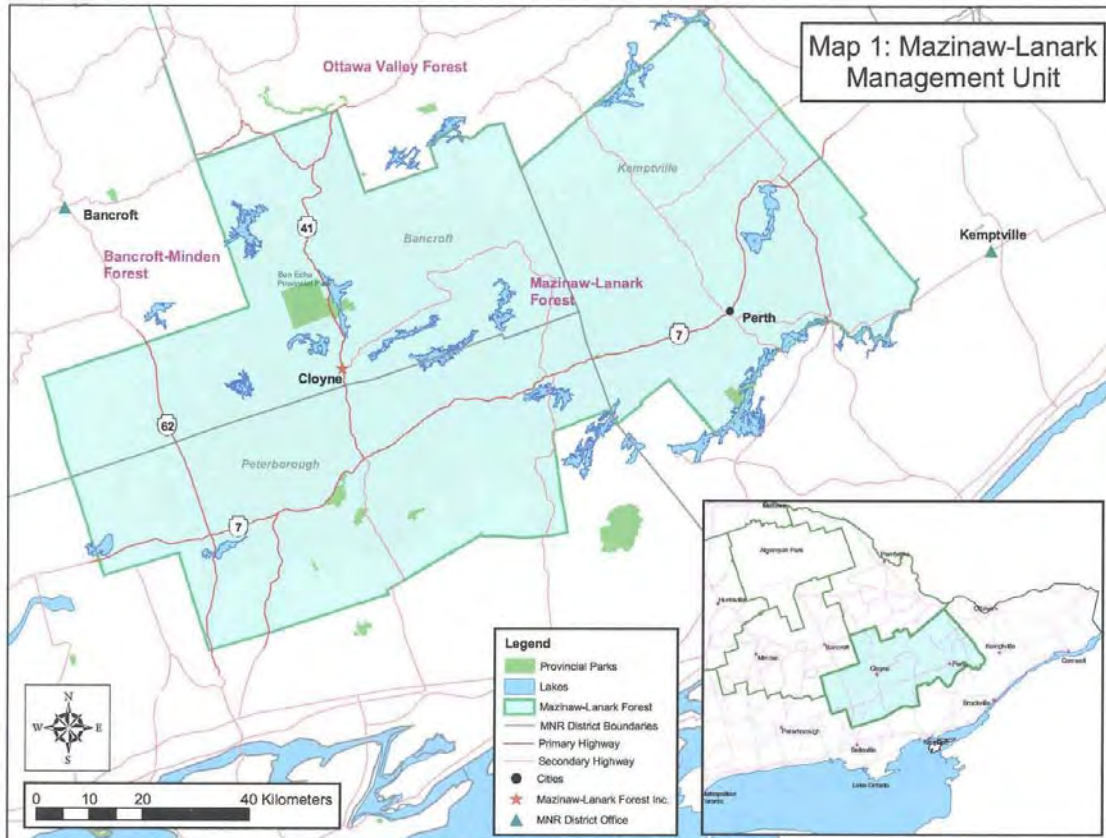 Map 1: Mazinaw-Lanark
Management Unit
Ottawa Valley Forest
Kemptville
Bancroft
41
Bancroft
Kemptville
Bancroft-Minden
Forest
Bon Echo
Provincial Park
Mazinaw-Lanark
Forest
Perth
7
Cloyne
62
Peterborough
7
N
W
E
S
0
10
20
40 Kilometers
Legend
Provincial Parks
Lakes
Mazinaw-Lanark Forest
MNR District Boundaries
Primary Highway
Secondary Highway
Cities
Mazinaw-Lanark Forest Inc.
MNR District Office
Algonquin Park
Pembroke
Huntsville
Ottawa
Minden
Bancroft
Kemptville
Cornwall
Cloyne
Perth
Brockville
Peterborough
Belleville
Lake Ontario